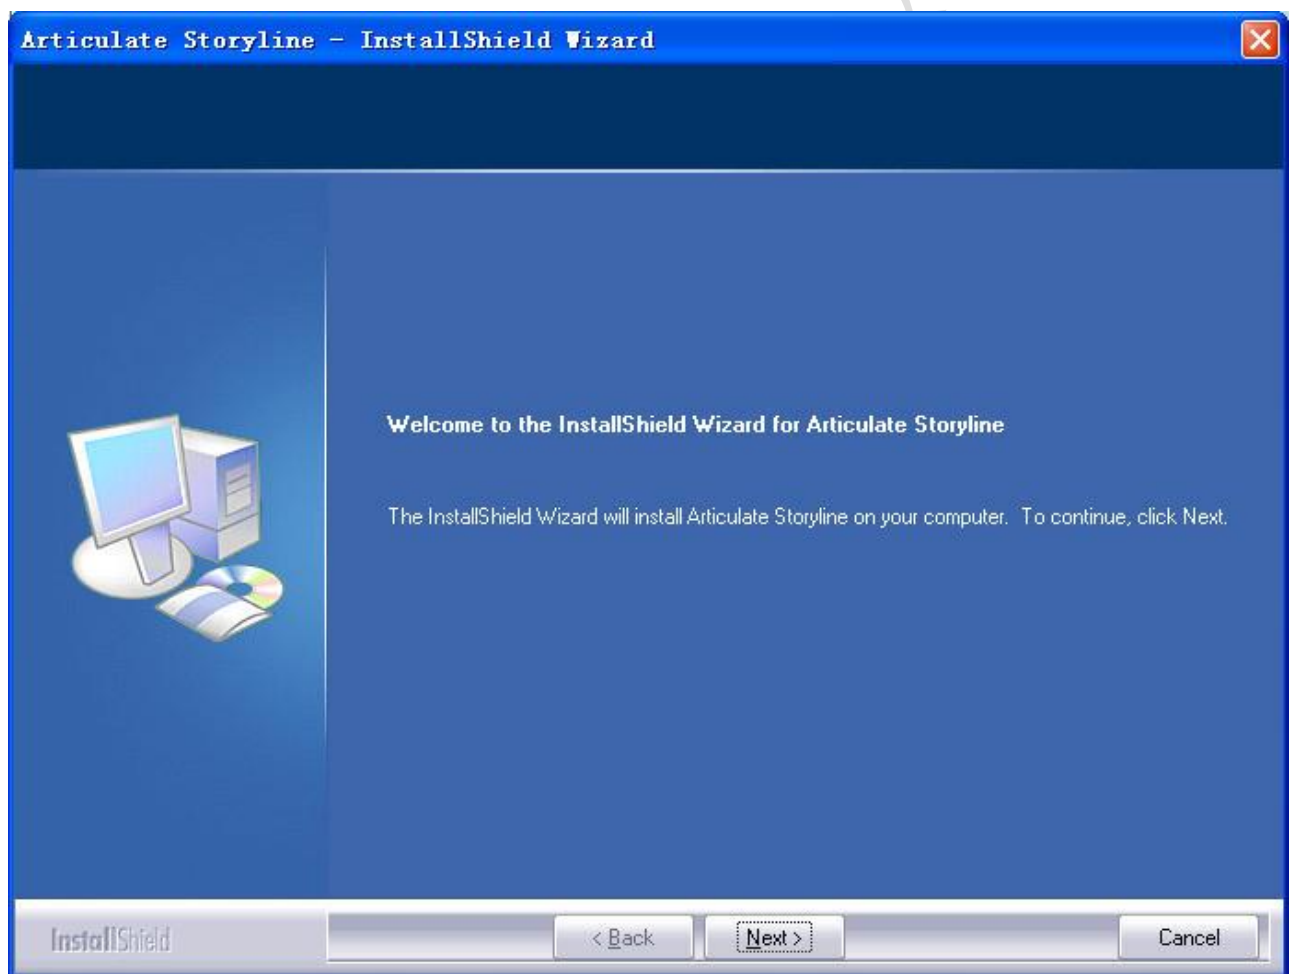 Articulate Storyline - InstallShield Wizard
Welcome to the InstallShield Wizard for Articulate Storyline
The InstallShield Wizard will install Articulate Storyline on your computer.  To continue, click Next.
InstallShield
< Back
Next >
Cancel